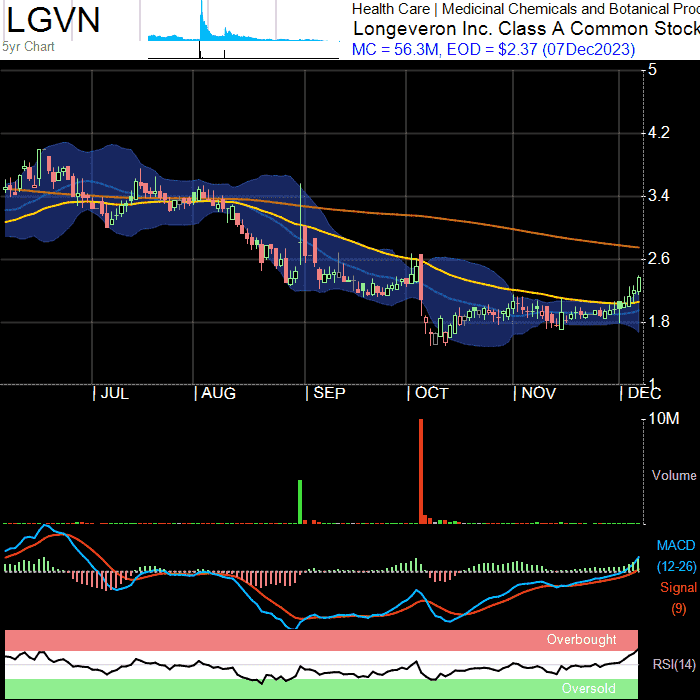 LGVN
5yr Chart
Health Care | Medicinal Chemicals and Botanical Proc
Longeveron Inc. Class A Common Stock
MC = 56.3M, EOD = $2.37 (07Dec2023)
5
4.2
3.4
2.6
1.8
1
| JUL | AUG | SEP | OCT | NOV | DEC
10M
Volume
MACD
(12-26)
Signal
(9)
Overbought
RSI(14)
Oversold